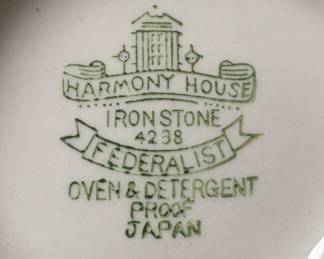 HARMONY HOUSE
IRONSTONE
4238
FEDERALIST
OVEN & DETERGENT
PROOF
JAPAN